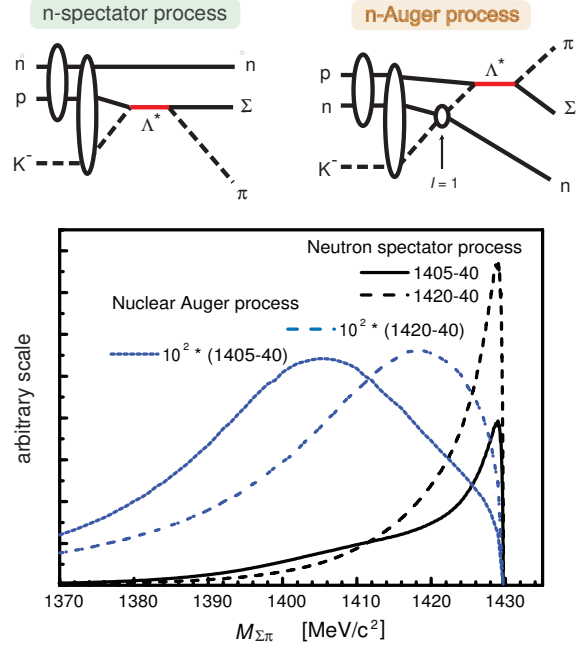 n-spectator process
n-Auger process
n
n
p
Σ
Λ*
K⁻
π
π
p
Λ*
n
Σ
K⁻
n
I = 1
Neutron spectator process
1405-40
1420-40
Nuclear Auger process
10² * (1420-40)
10² * (1405-40)
arbitrary scale
1370 1380 1390 1400 1410 1420 1430
M_Σπ [MeV/c²]